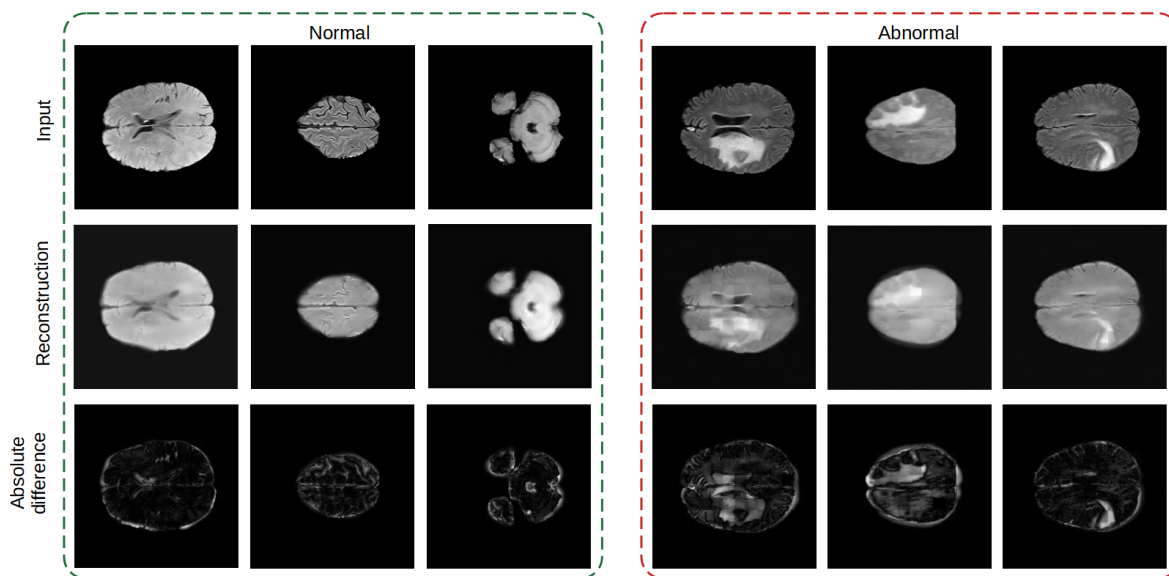 Normal
Abnormal
Input
Reconstruction
Absolute
difference